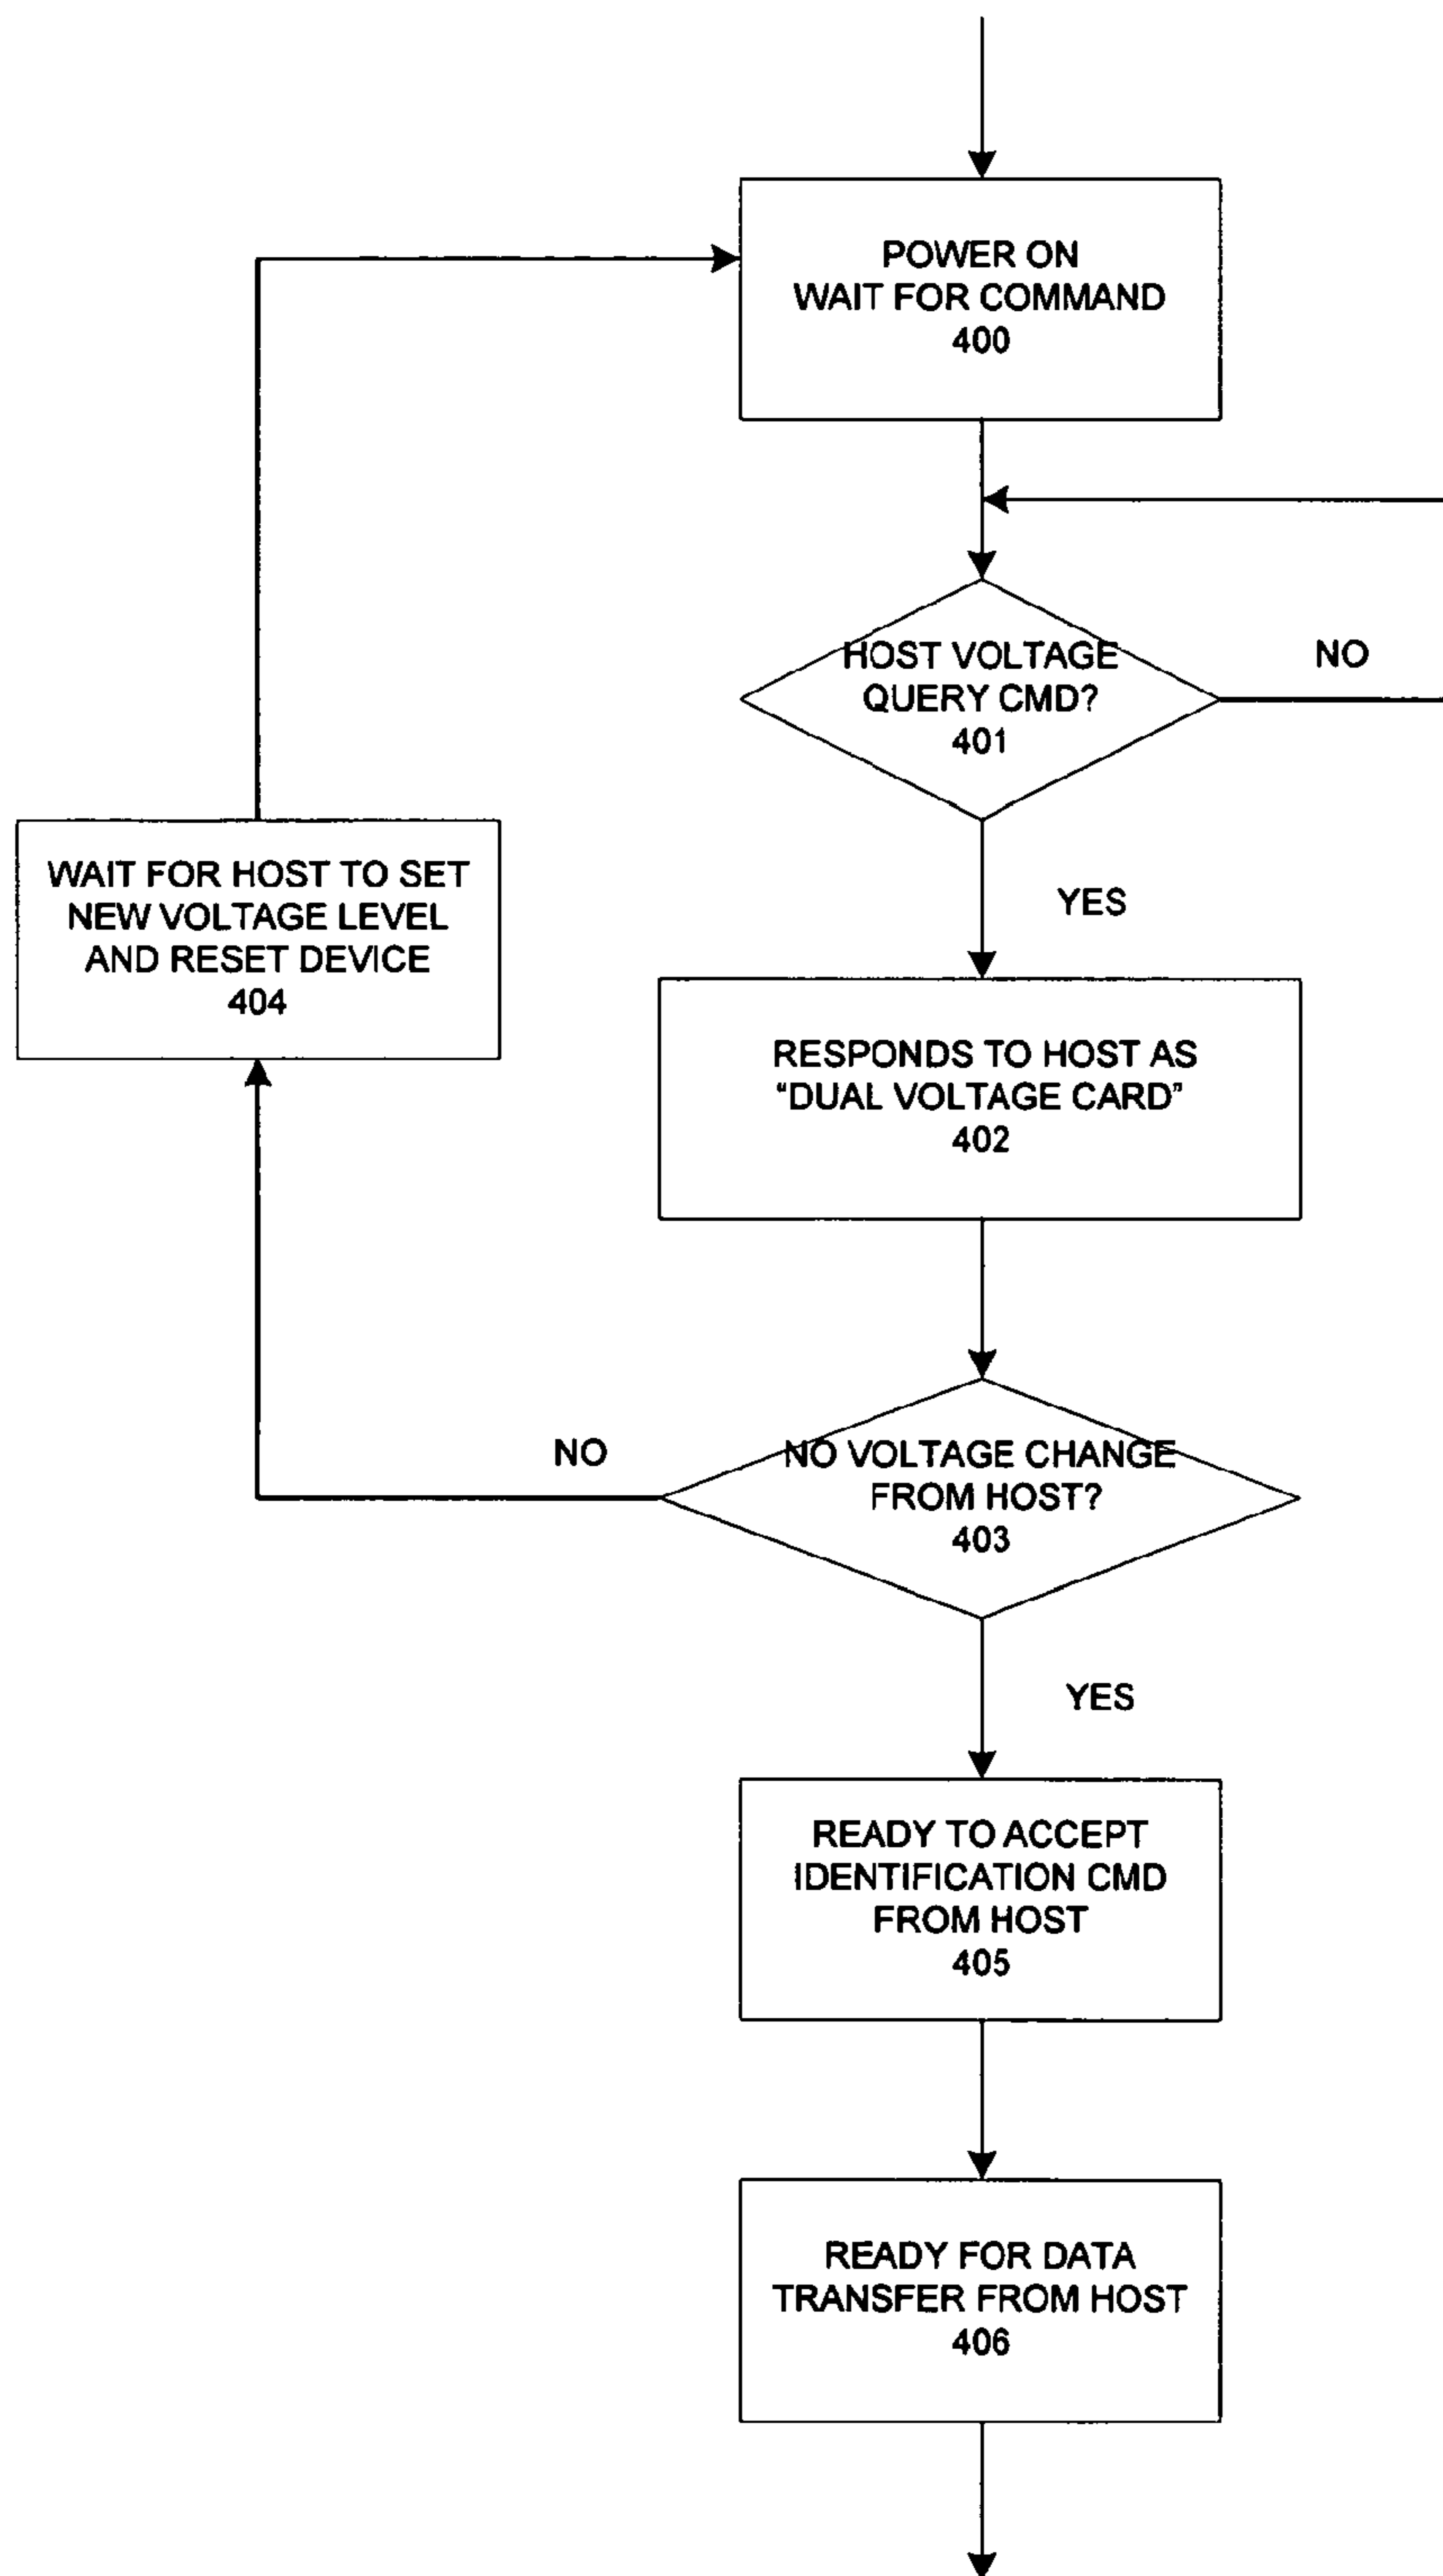 POWER ON
WAIT FOR COMMAND
400
HOST VOLTAGE
QUERY CMD?
401
NO
YES
WAIT FOR HOST TO SET
NEW VOLTAGE LEVEL
AND RESET DEVICE
404
RESPONDS TO HOST AS
“DUAL VOLTAGE CARD”
402
NO
NO VOLTAGE CHANGE
FROM HOST?
403
YES
READY TO ACCEPT
IDENTIFICATION CMD
FROM HOST
405
READY FOR DATA
TRANSFER FROM HOST
406